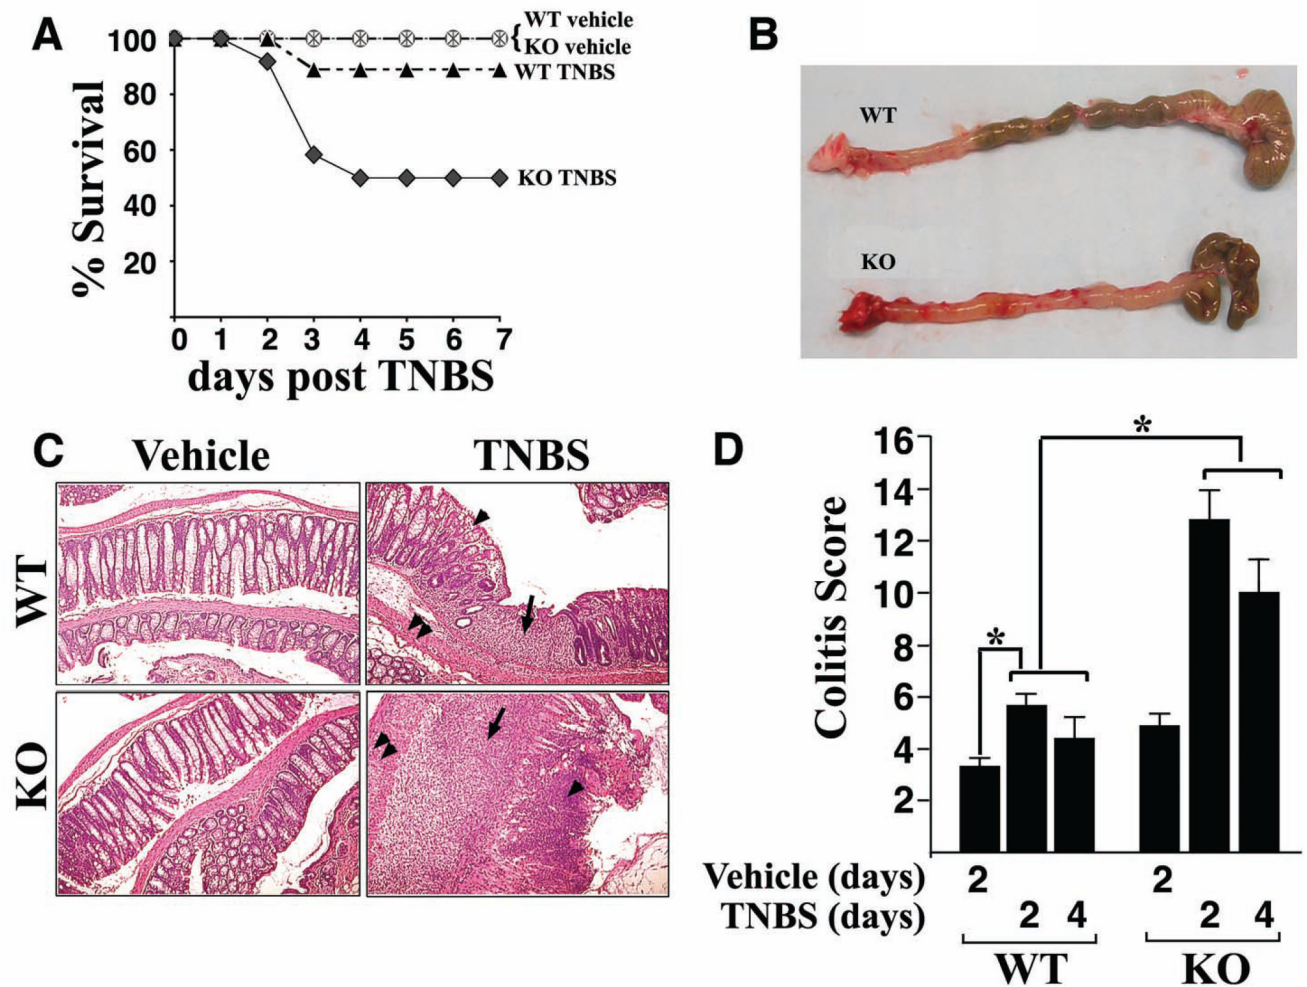 A
100
80
60
40
20
% Survival
0 1 2 3 4 5 6 7
days post TNBS
WT vehicle
KO vehicle
WT TNBS
KO TNBS
B
WT
KO
C
Vehicle TNBS
WT
KO
D
16
14
12
10
8
6
4
2
Colitis Score
*
*
Vehicle (days) 2 2
TNBS (days) 2 4 2 4
WT KO